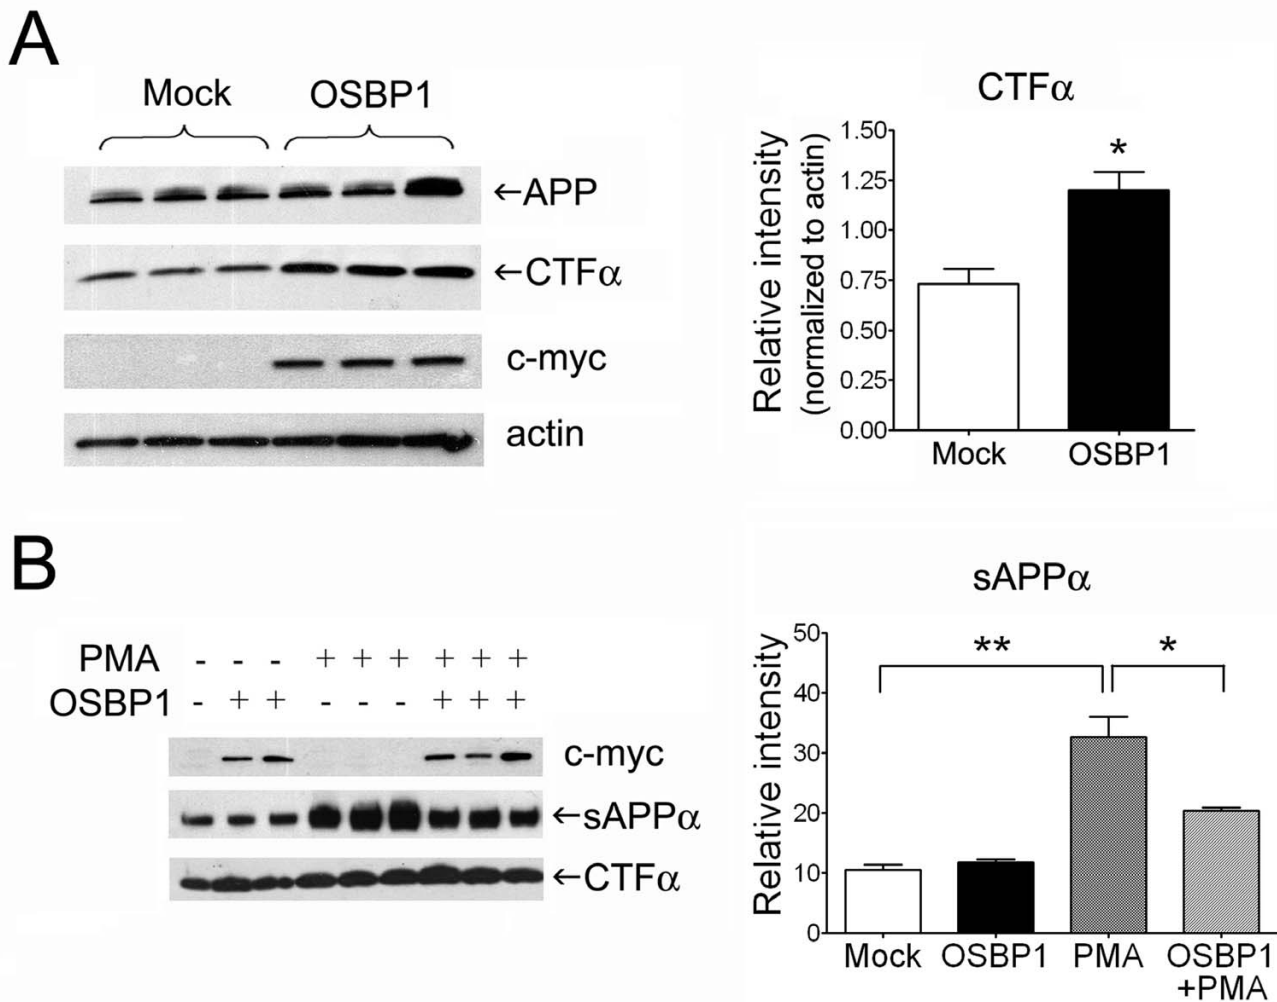 A
Mock OSBP1
←APP
←CTFα
c-myc
actin
CTFα
Relative intensity
(normalized to actin)
1.50
1.25
1.00
0.75
0.50
0.25
0.00
*
Mock OSBP1
B
PMA - - - + + + + + +
OSBP1 - + + - - - + + +
c-myc
←sAPPα
←CTFα
sAPPα
Relative intensity
50
40
30
20
10
0
** *
Mock OSBP1 PMA OSBP1
+PMA